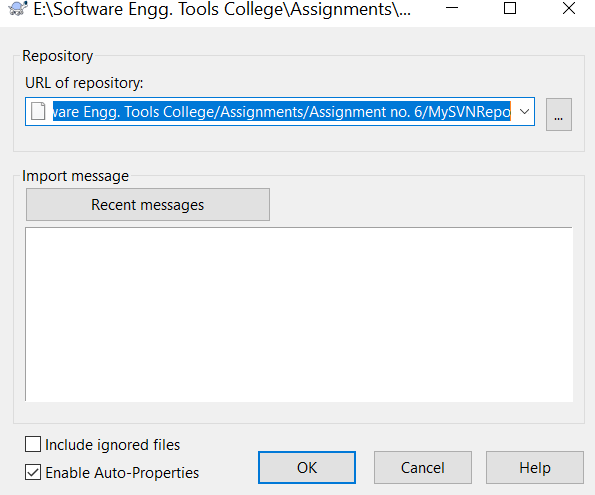 E:\Software Engg. Tools College\Assignments\...
Repository
URL of repository:
ware Engg. Tools College/Assignments/Assignment no. 6/MySVNRepo
...
Import message
Recent messages
Include ignored files
Enable Auto-Properties
OK
Cancel
Help